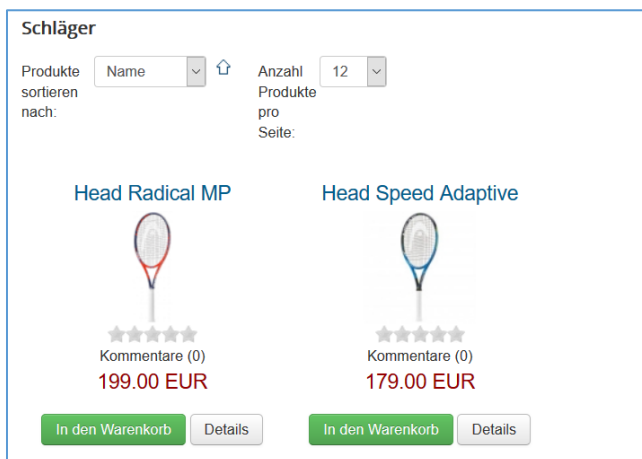 Schläger
Produkte
sortieren
nach:
Name
Anzahl
Produkte
pro
Seite:
12
Head Radical MP
Head Speed Adaptive
Kommentare (0)
Kommentare (0)
199.00 EUR
179.00 EUR
In den Warenkorb
Details
In den Warenkorb
Details